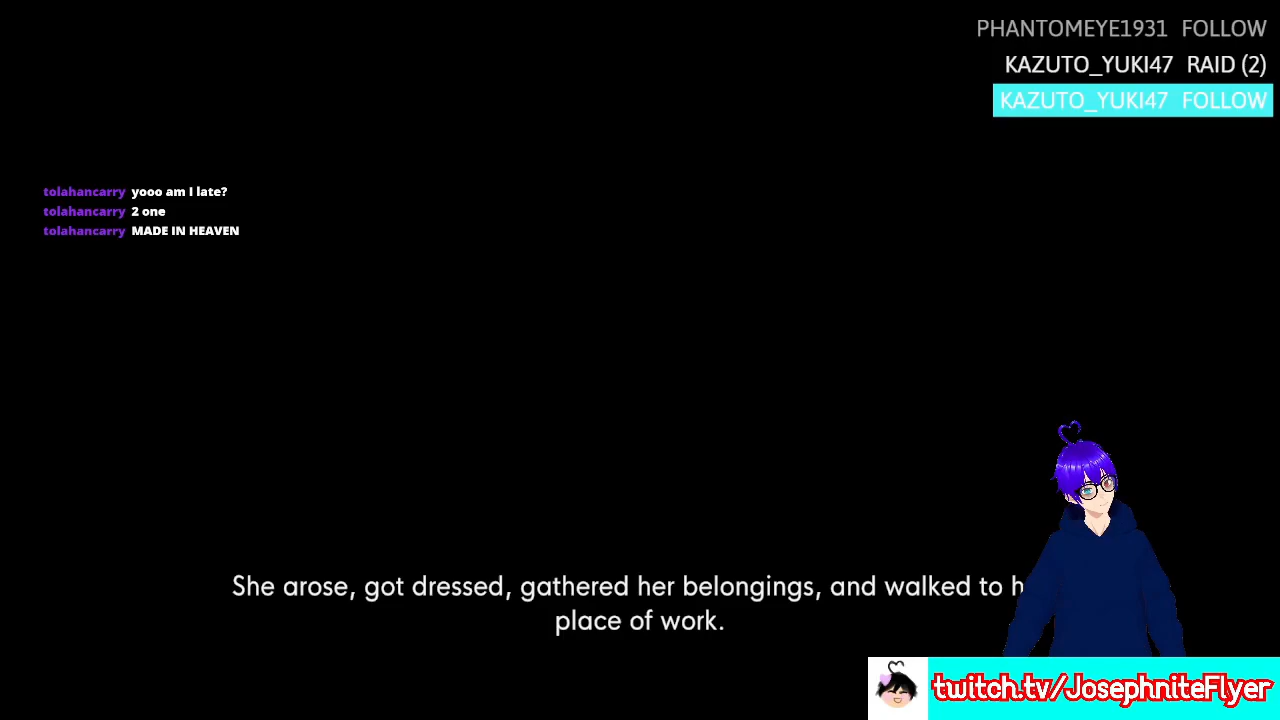 PHANTOMEYE1931 FOLLOW
KAZUTO_YUKI47 RAID (2)
KAZUTO_YUKI47 FOLLOW
tolahancarry yooo am I late?
tolahancarry 2 one
tolahancarry MADE IN HEAVEN
She arose, got dressed, gathered her belongings, and walked to
place of work.
twitch.tv/JosephniteFlyer